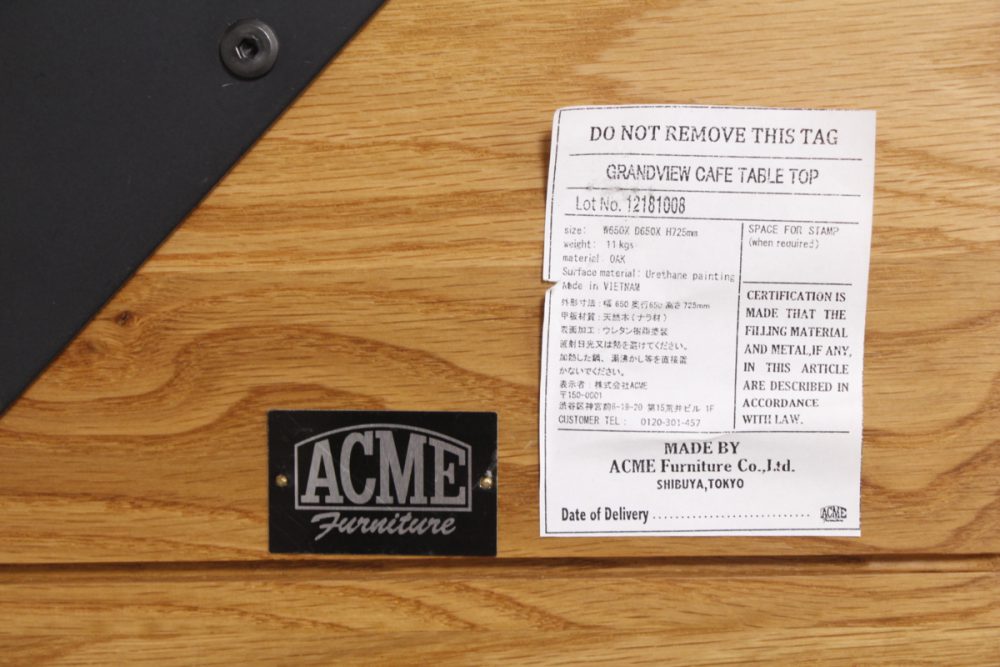 DO NOT REMOVE THIS TAG
GRANDVIEW CAFE TABLE TOP
Lot No. 12181008
size: W650X D650X H725mm
weight: 11 kgs
material: OAK
Surface material: Urethane painting
Made in VIETNAM
外形寸法：幅 650 奥行650 高さ 725mm
甲板材質：天然木(ナラ材)
表面加工：ウレタン樹脂塗装
直射日光又は熱を避けてください。
加熱した鍋、湯沸かし等を直接置
かないでください。
表示者：株式会社ACME
〒150-0001
渋谷区神宮前6-19-20 第15荒井ビル 1F
CUSTOMER TEL： 0120-301-457
SPACE FOR STAMP
(when required)
CERTIFICATION IS
MADE THAT THE
FILLING MATERIAL
AND METAL,IF ANY,
IN THIS ARTICLE
ARE DESCRIBED IN
ACCORDANCE
WITH LAW.
MADE BY
ACME Furniture Co.,Ltd.
SHIBUYA,TOKYO
Date of Delivery ............................
ACME
Furniture
ACME
Furniture